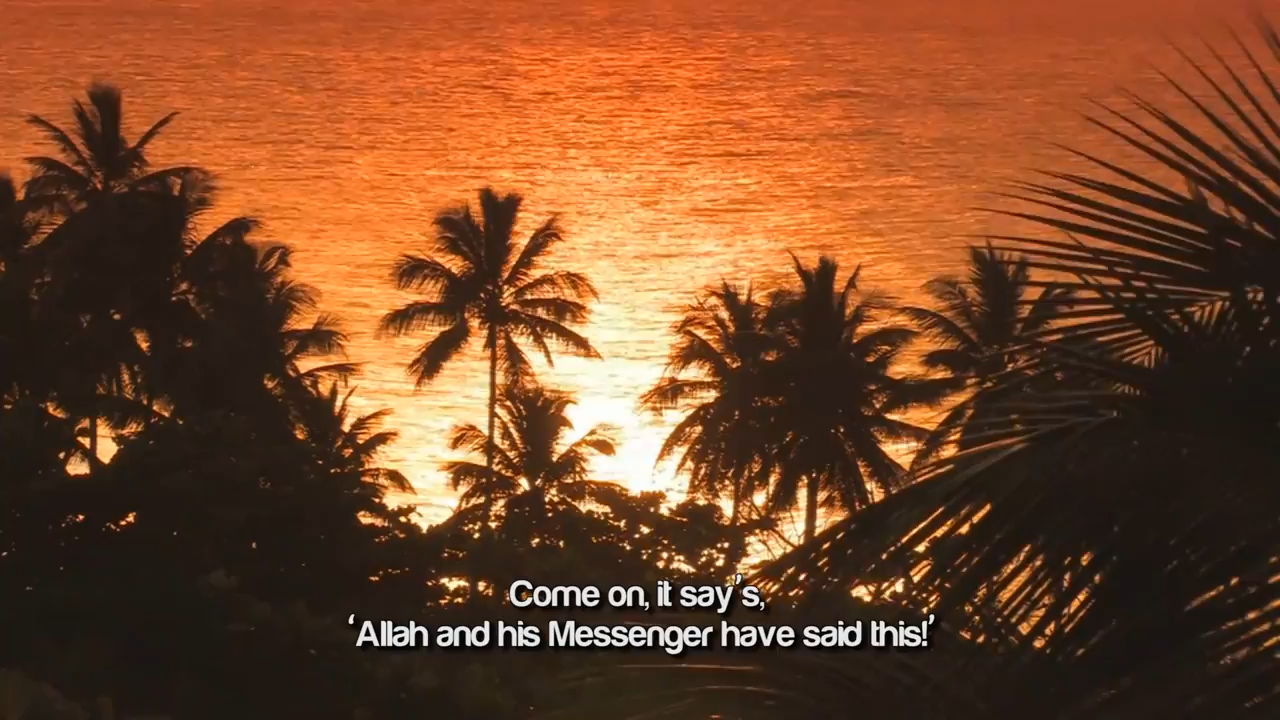 Come on, it say's,
‘Allah and his Messenger have said this!’